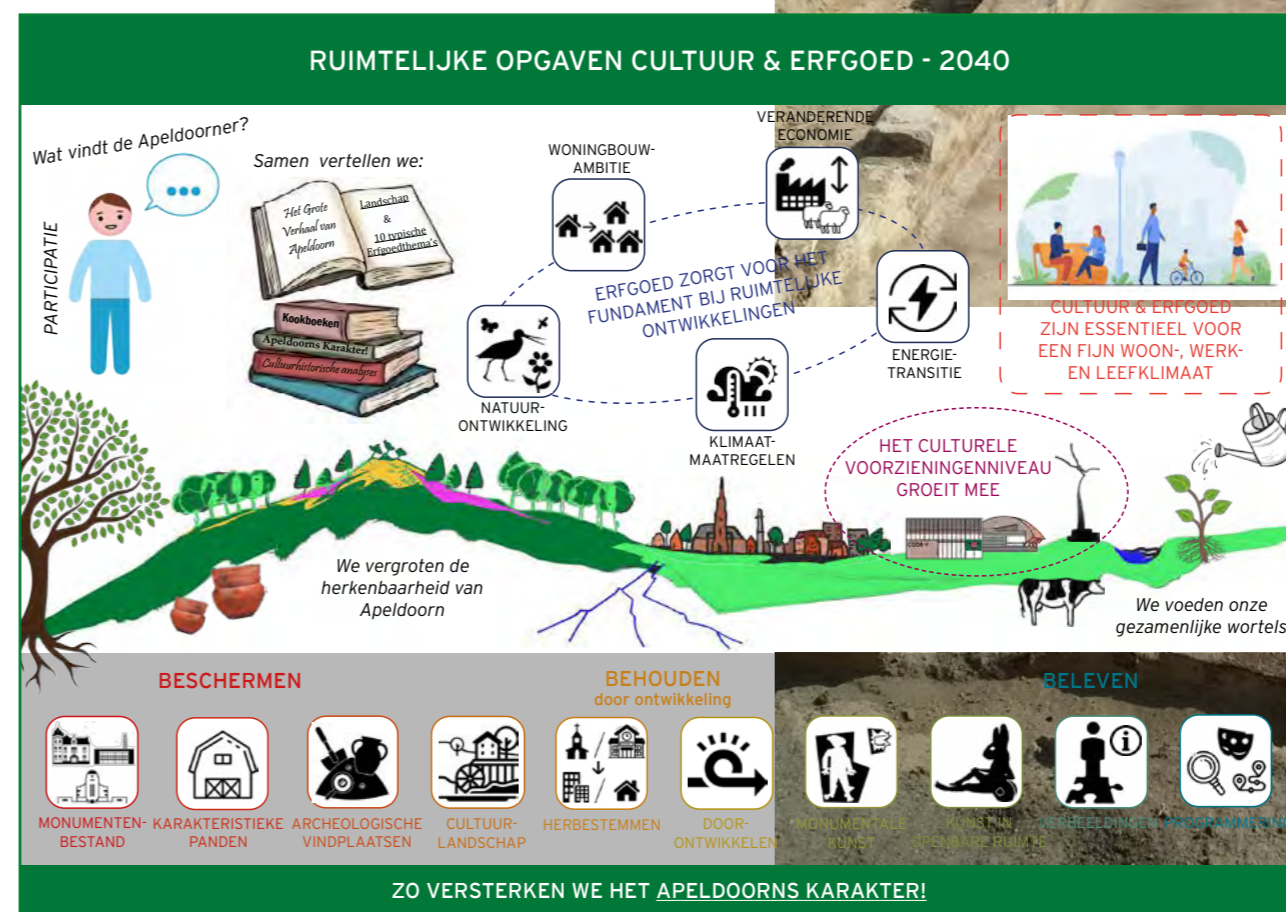 RUIMTELIJKE OPGAVEN CULTUUR & ERFGOED - 2040
Wat vindt de Apeldoorner?
PARTICIPATIE
Samen vertellen we:
Het Grote
Verhaal van
Apeldoorn
Landschap
&
10 typische
Erfgoedthema's
Kookboeken
Apeldoorns Karakter!
Cultuurhistorische analyses
WONINGBOUW-
AMBITIE
VERANDERENDE
ECONOMIE
ERFGOED ZORGT VOOR HET
FUNDAMENT BIJ RUIMTELIJKE
ONTWIKKELINGEN
NATUUR-
ONTWIKKELING
KLIMAAT-
MAATREGELEN
ENERGIE-
TRANSITIE
CULTUUR & ERFGOED
ZIJN ESSENTIEEL VOOR
EEN FIJN WOON-, WERK-
EN LEEFKLIMAAT
HET CULTURELE
VOORZIENINGENNIVEAU
GROEIT MEE
CODA
We vergroten de
herkenbaarheid van
Apeldoorn
We voeden onze
gezamenlijke wortels
BESCHERMEN
BEHOUDEN
door ontwikkeling
BELEVEN
MONUMENTEN-
BESTAND
KARAKTERISTIEKE
PANDEN
ARCHEOLOGISCHE
VINDPLAATSEN
CULTUUR-
LANDSCHAP
HERBESTEMMEN
DOOR-
ONTWIKKELEN
MONUMENTALE
KUNST
KUNST IN
OPENBARE RUIMTE
VERBEELDINGEN
PROGRAMMERING
ZO VERSTERKEN WE HET APELDOORNS KARAKTER!